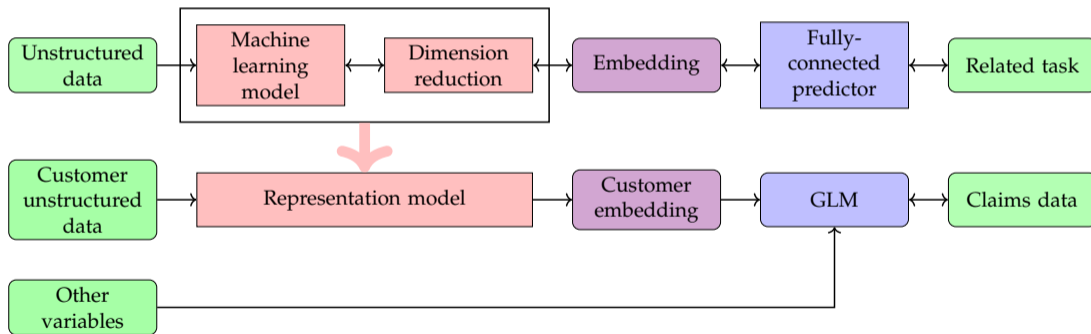 Unstructured
data
Machine
learning
model
Dimension
reduction
Embedding
Fully-
connected
predictor
Related task
Customer
unstructured
data
Representation model
Customer
embedding
GLM
Claims data
Other
variables